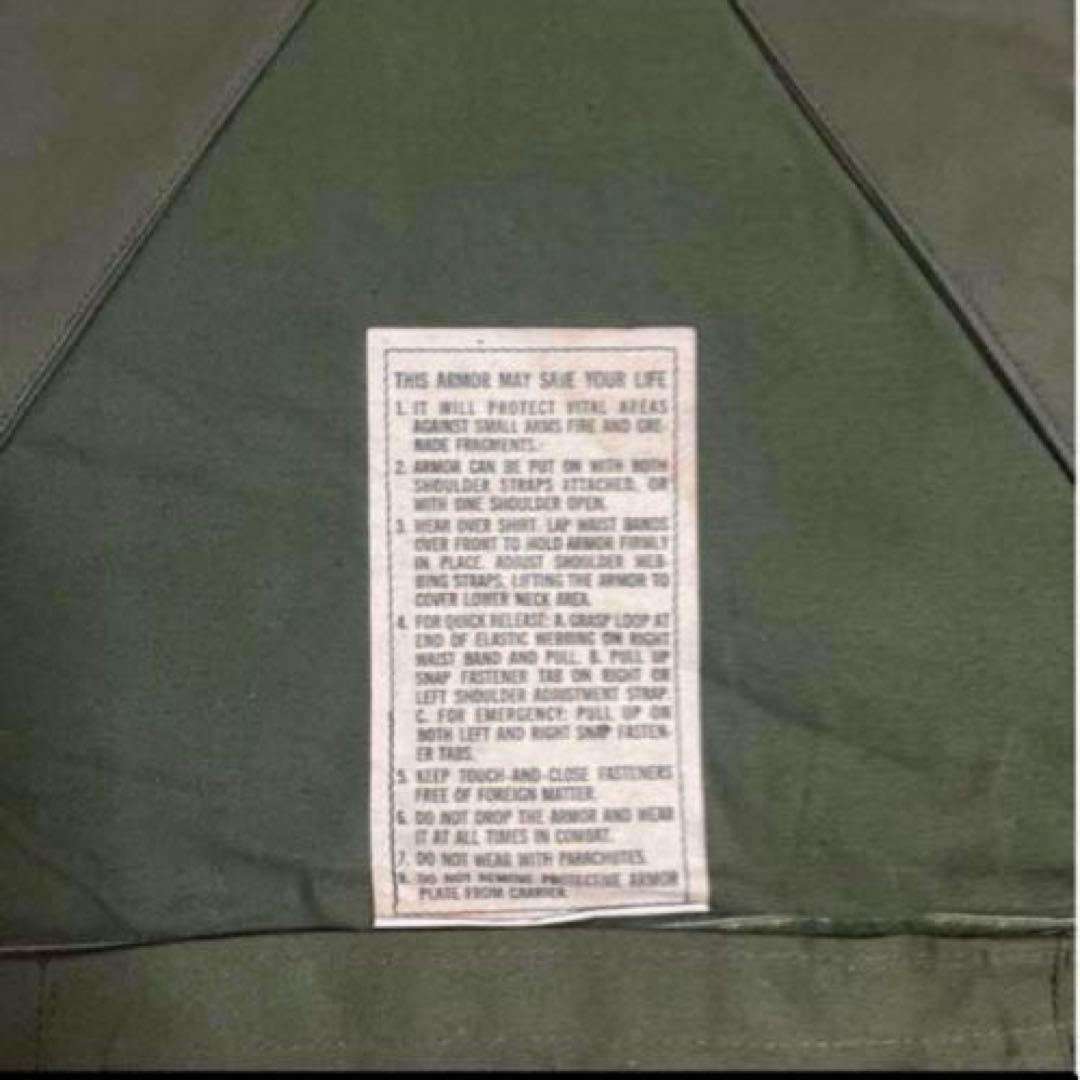 THIS ARMOR MAY SAVE YOUR LIFE
1. IT WILL PROTECT VITAL AREAS
AGAINST SMALL ARMS FIRE AND GRE-
NADE FRAGMENTS.
2. ARMOR CAN BE PUT ON WITH BOTH
SHOULDER STRAPS ATTACHED, OR
WITH ONE SHOULDER OPEN.
3. WEAR OVER SHIRT. LAP WAIST BANDS
OVER FRONT TO HOLD ARMOR FIRMLY
IN PLACE. ADJUST SHOULDER WEB-
BING STRAPS, LIFTING THE ARMOR TO
COVER LOWER NECK AREA.
4. FOR QUICK RELEASE: A. GRASP LOOP AT
END OF ELASTIC WEBBING ON RIGHT
WAIST BAND AND PULL. B. PULL UP
SNAP FASTENER TAB ON RIGHT OR
LEFT SHOULDER ADJUSTMENT STRAP.
C. FOR EMERGENCY: PULL UP ON
BOTH LEFT AND RIGHT SNAP FASTEN-
ER TABS.
5. KEEP TOUCH-AND-CLOSE FASTENERS
FREE OF FOREIGN MATTER.
6. DO NOT DROP THE ARMOR AND WEAR
IT AT ALL TIMES IN COMBAT.
7. DO NOT WEAR WITH PARACHUTES.
8. DO NOT REMOVE PROTECTIVE ARMOR
PLATE FROM CARRIER.